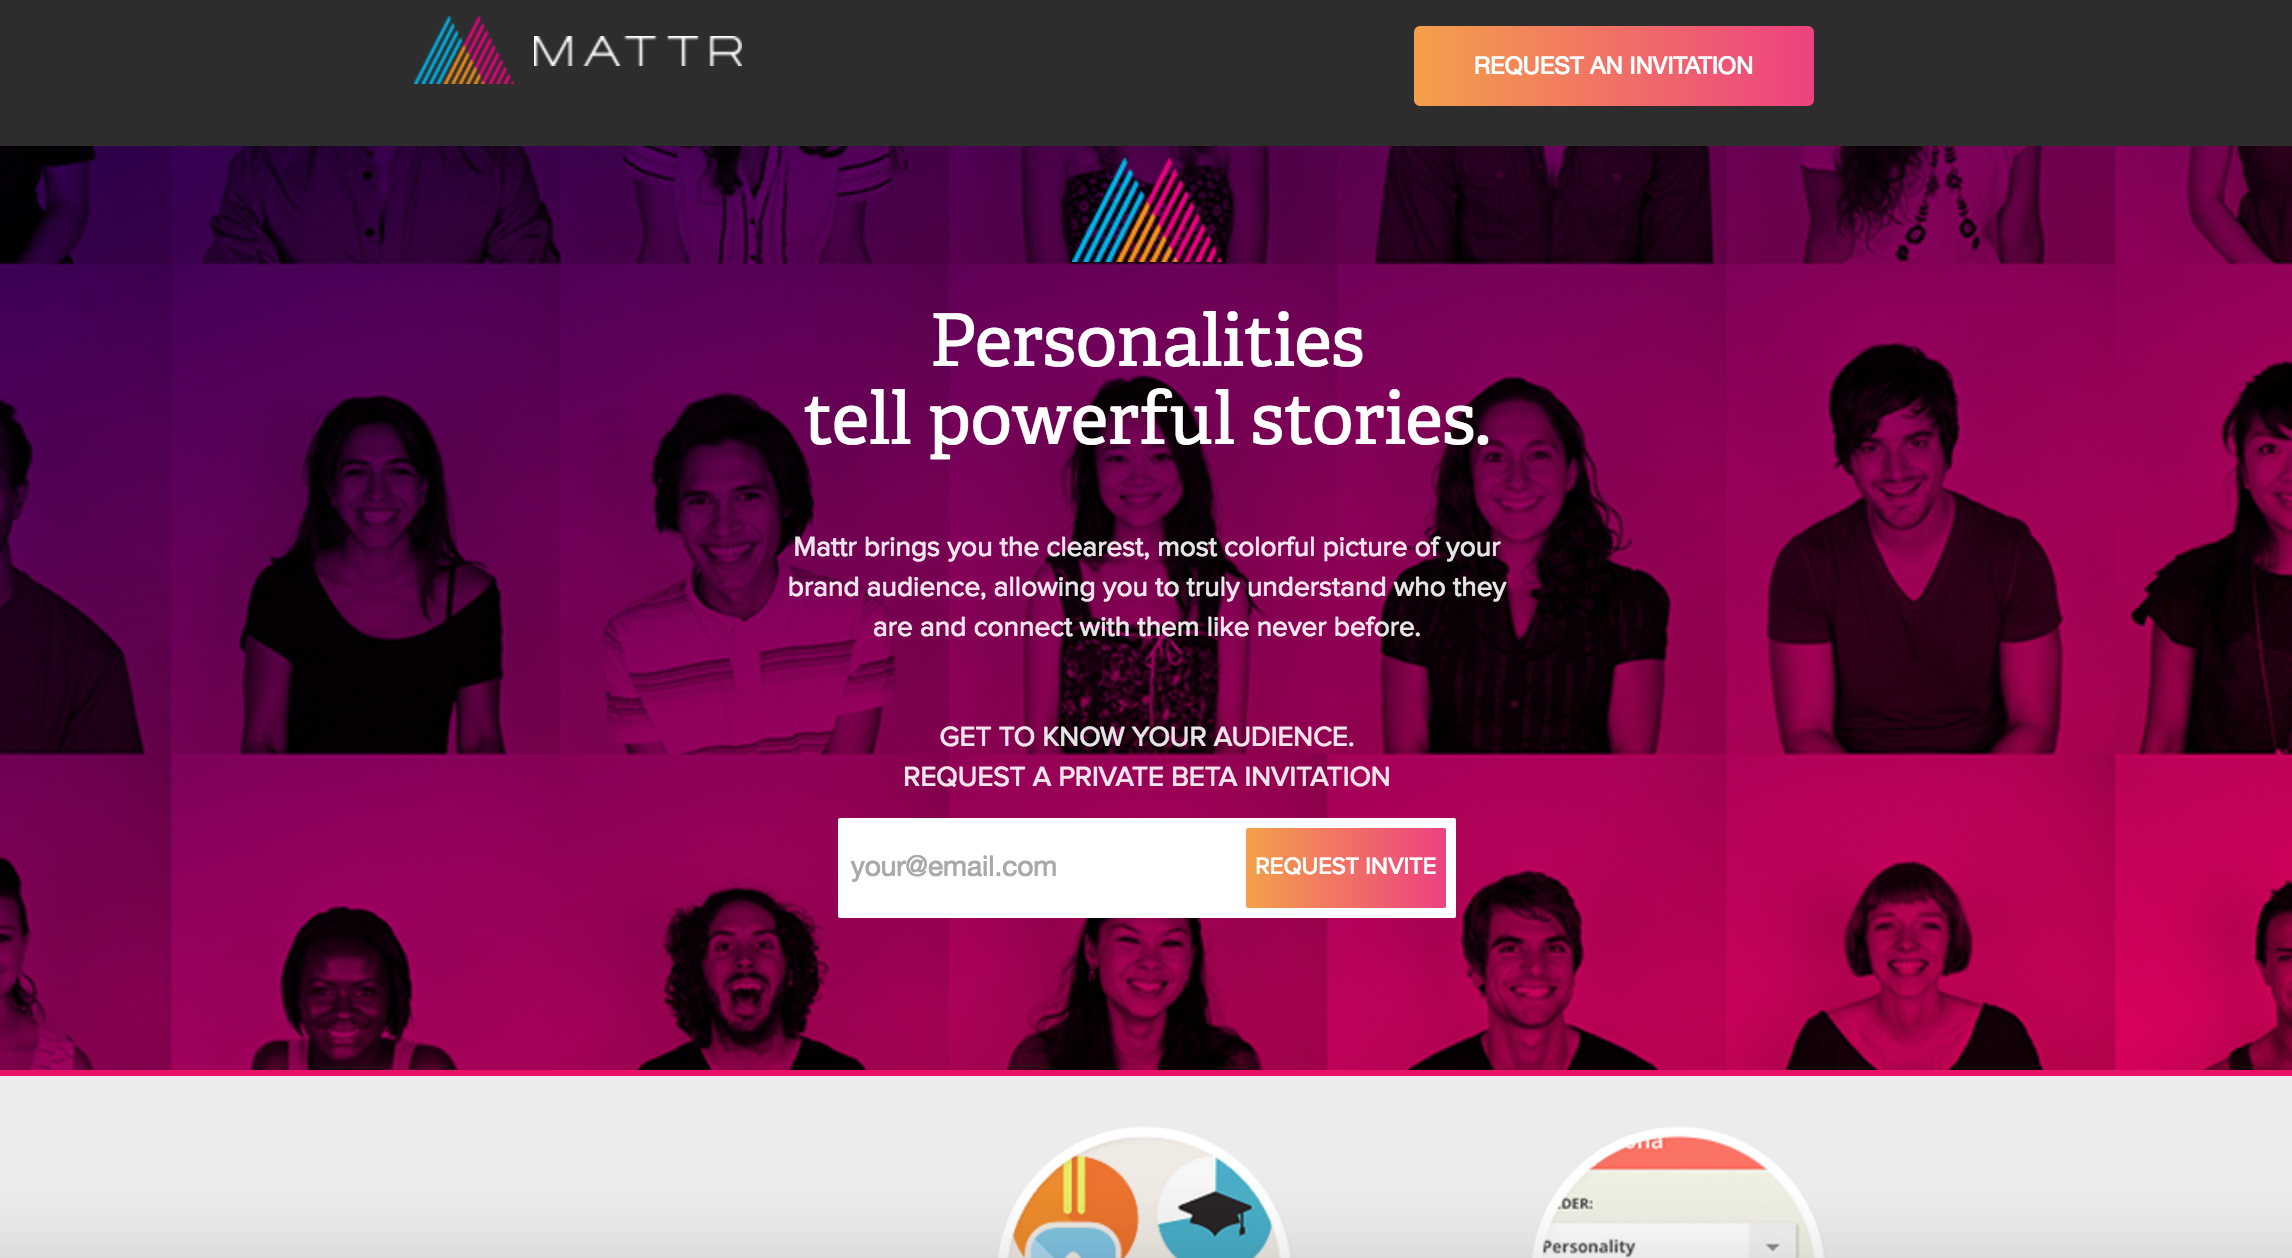 MATTR
REQUEST AN INVITATION
Personalities
tell powerful stories.
Mattr brings you the clearest, most colorful picture of your
brand audience, allowing you to truly understand who they
are and connect with them like never before.
GET TO KNOW YOUR AUDIENCE.
REQUEST A PRIVATE BETA INVITATION
your@email.com
REQUEST INVITE
Personality